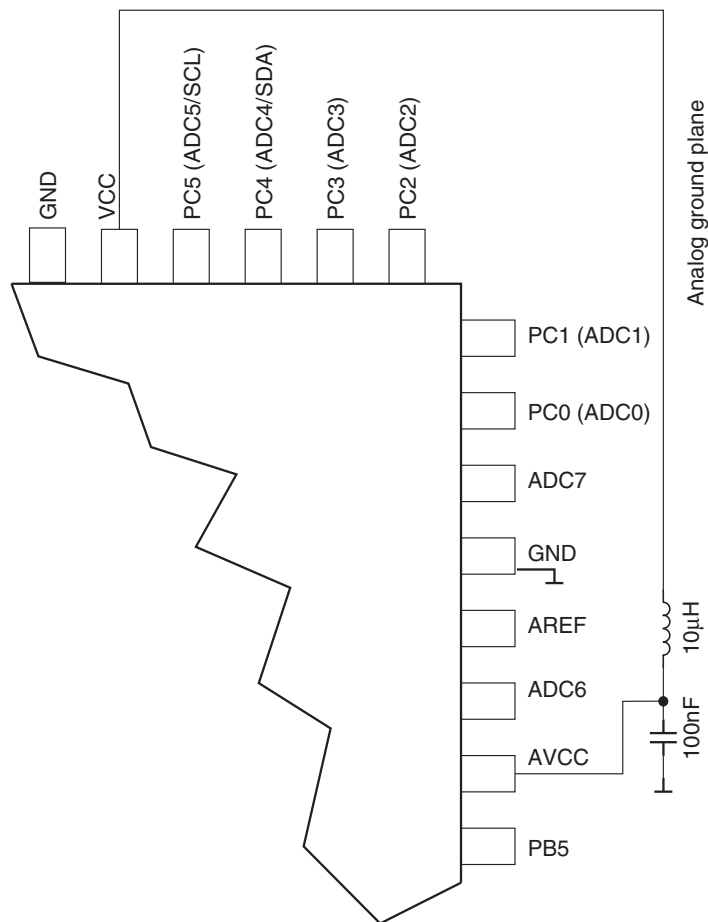 GND
VCC
PC5 (ADC5/SCL)
PC4 (ADC4/SDA)
PC3 (ADC3)
PC2 (ADC2)
Analog ground plane
PC1 (ADC1)
PC0 (ADC0)
ADC7
GND
AREF
ADC6
AVCC
PB5
10μH
100nF